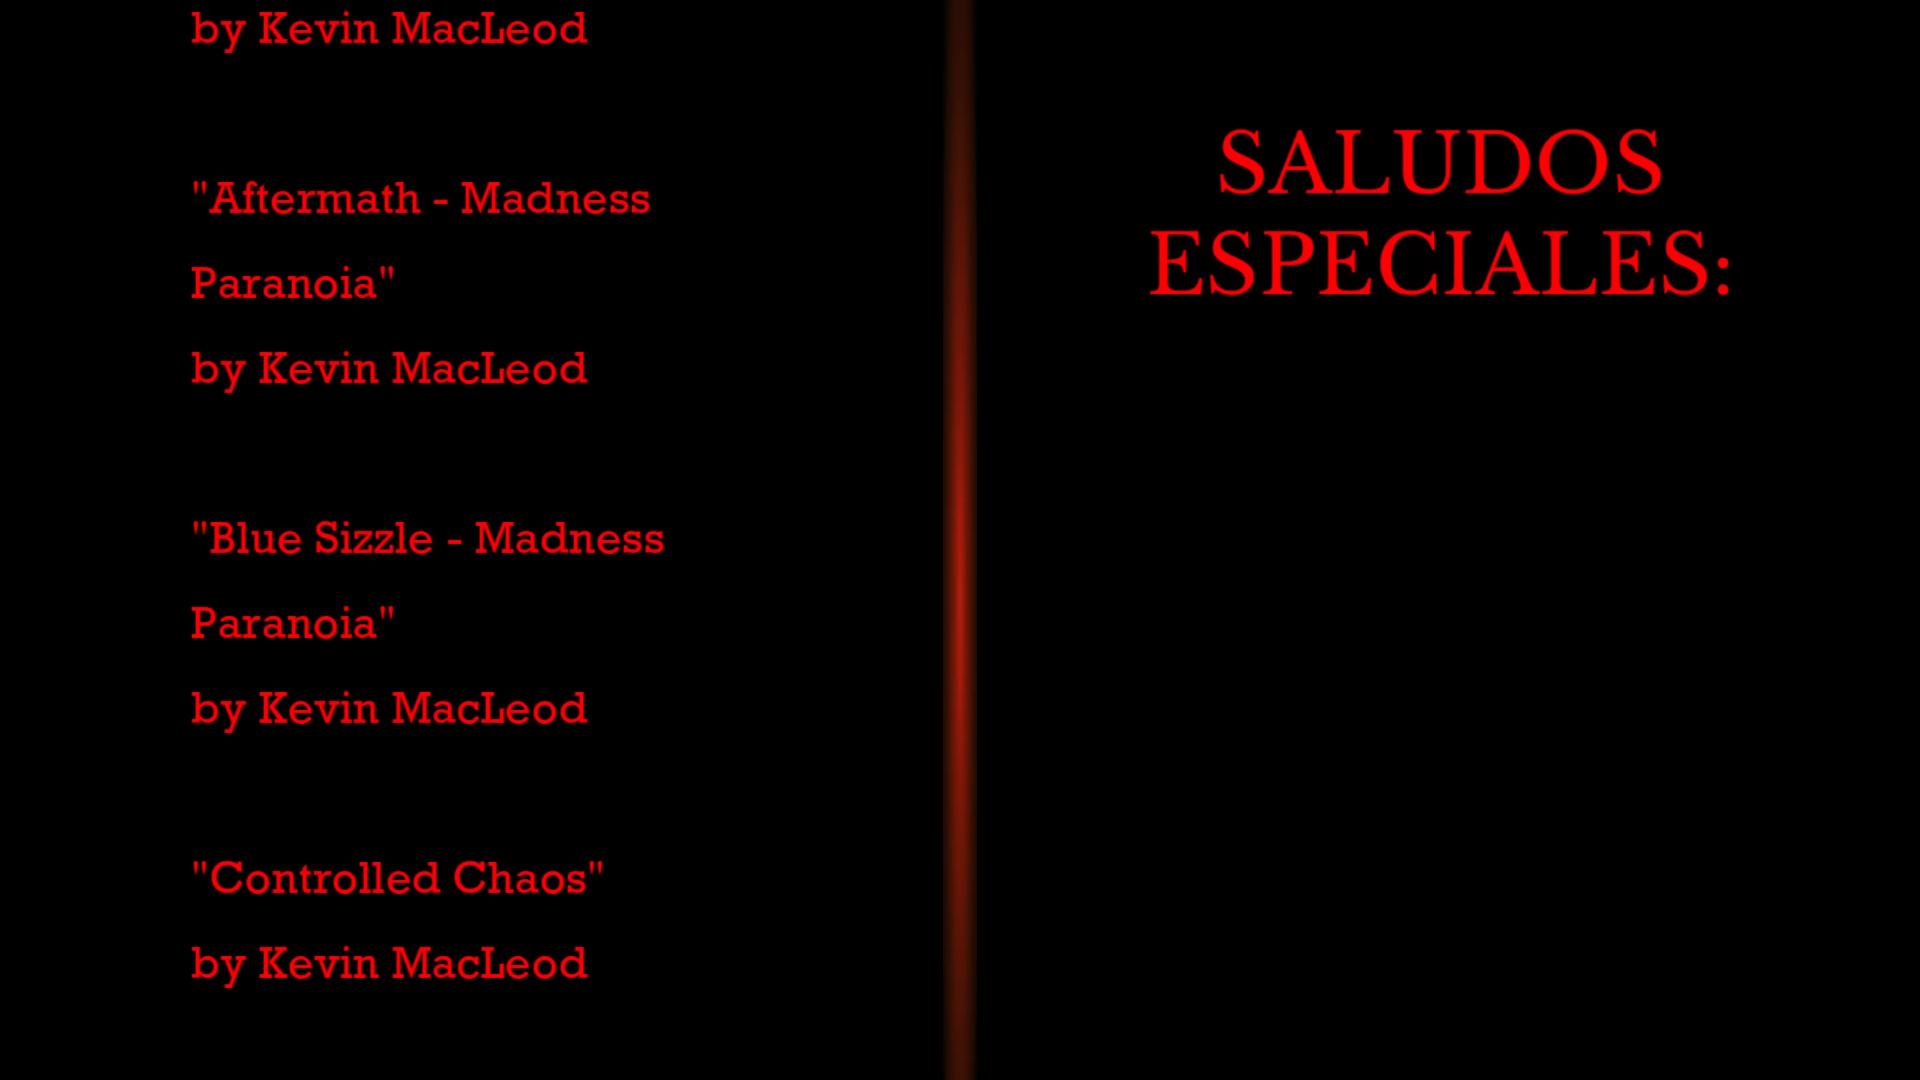 by Kevin MacLeod
"Aftermath - Madness
Paranoia"
by Kevin MacLeod
"Blue Sizzle - Madness
Paranoia"
by Kevin MacLeod
"Controlled Chaos"
by Kevin MacLeod
SALUDOS
ESPECIALES: